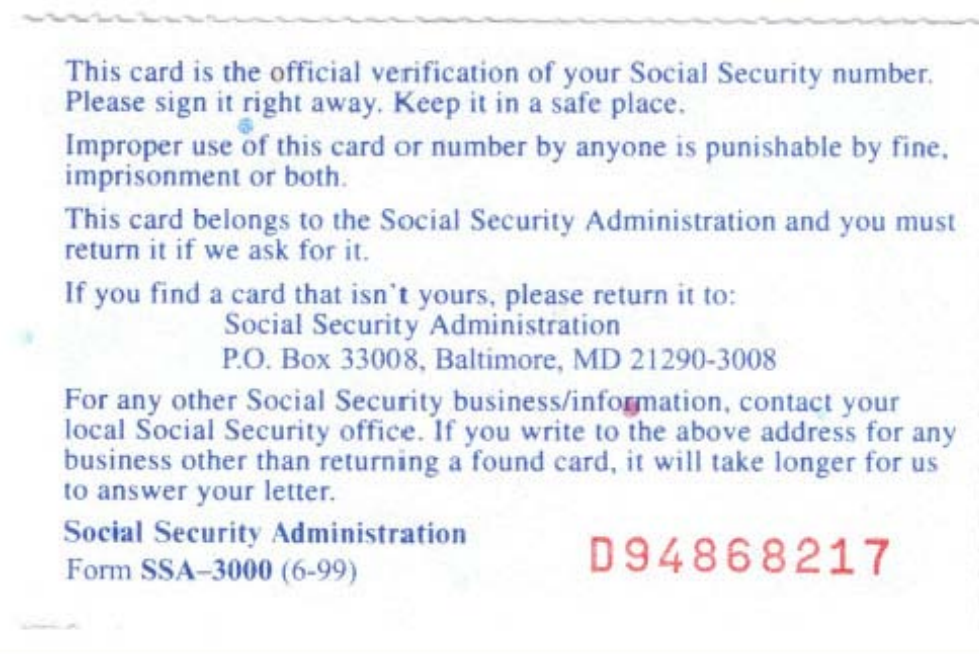 This card is the official verification of your Social Security number.
Please sign it right away. Keep it in a safe place.
Improper use of this card or number by anyone is punishable by fine,
imprisonment or both.
This card belongs to the Social Security Administration and you must
return it if we ask for it.
If you find a card that isn't yours, please return it to:
Social Security Administration
P.O. Box 33008, Baltimore, MD 21290-3008
For any other Social Security business/information, contact your
local Social Security office. If you write to the above address for any
business other than returning a found card, it will take longer for us
to answer your letter.
Social Security Administration
Form SSA–3000 (6-99)
D94868217